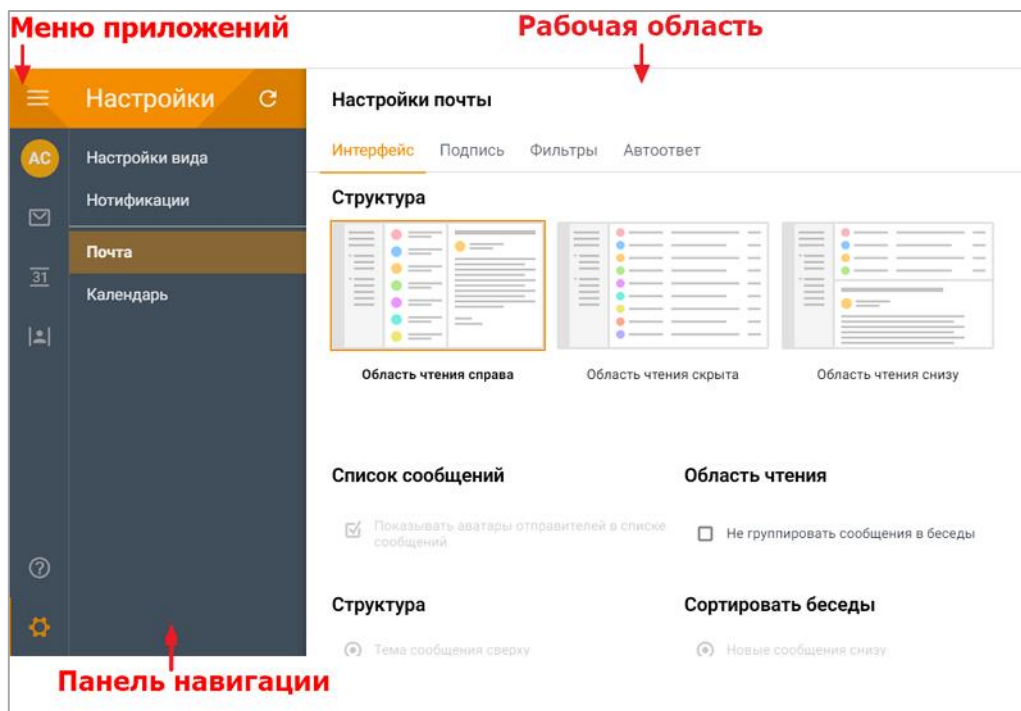 Меню приложений
Рабочая область
Настройки
Настройки почты
АС
Настройки вида
Интерфейс Подпись Фильтры Автоответ
Нотификации
Структура
Почта
31
Календарь
Область чтения справа
Область чтения скрыта
Область чтения снизу
Список сообщений
Область чтения
Показывать аватары отправителей в списке
сообщений
Не группировать сообщения в беседы
Структура
Сортировать беседы
Тема сообщения сверху
Новые сообщения снизу
Панель навигации